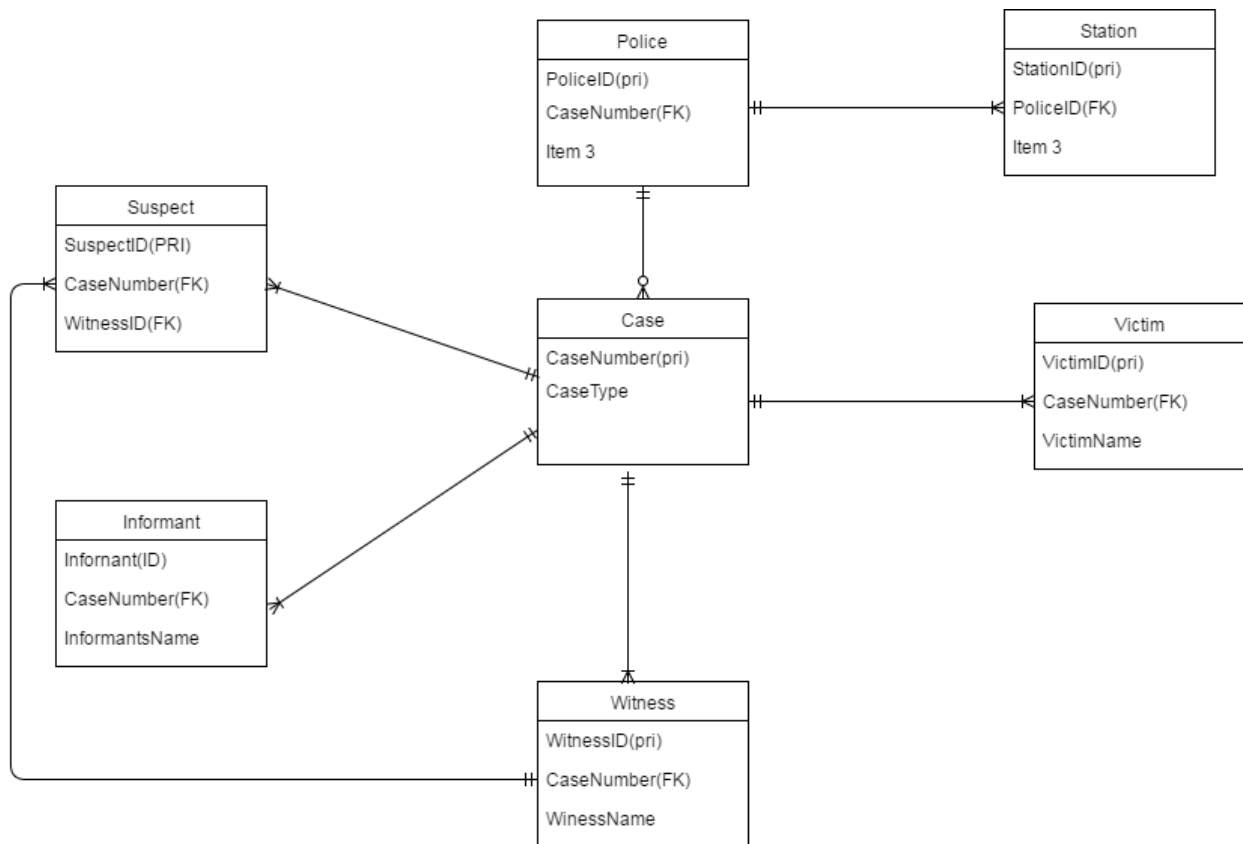 Police
PoliceID(pri)
CaseNumber(FK)
Item 3
Station
StationID(pri)
PoliceID(FK)
Item 3
Suspect
SuspectID(PRI)
CaseNumber(FK)
WitnessID(FK)
Case
CaseNumber(pri)
CaseType
Victim
VictimID(pri)
CaseNumber(FK)
VictimName
Informant
Infornant(ID)
CaseNumber(FK)
InformantsName
Witness
WitnessID(pri)
CaseNumber(FK)
WinessName